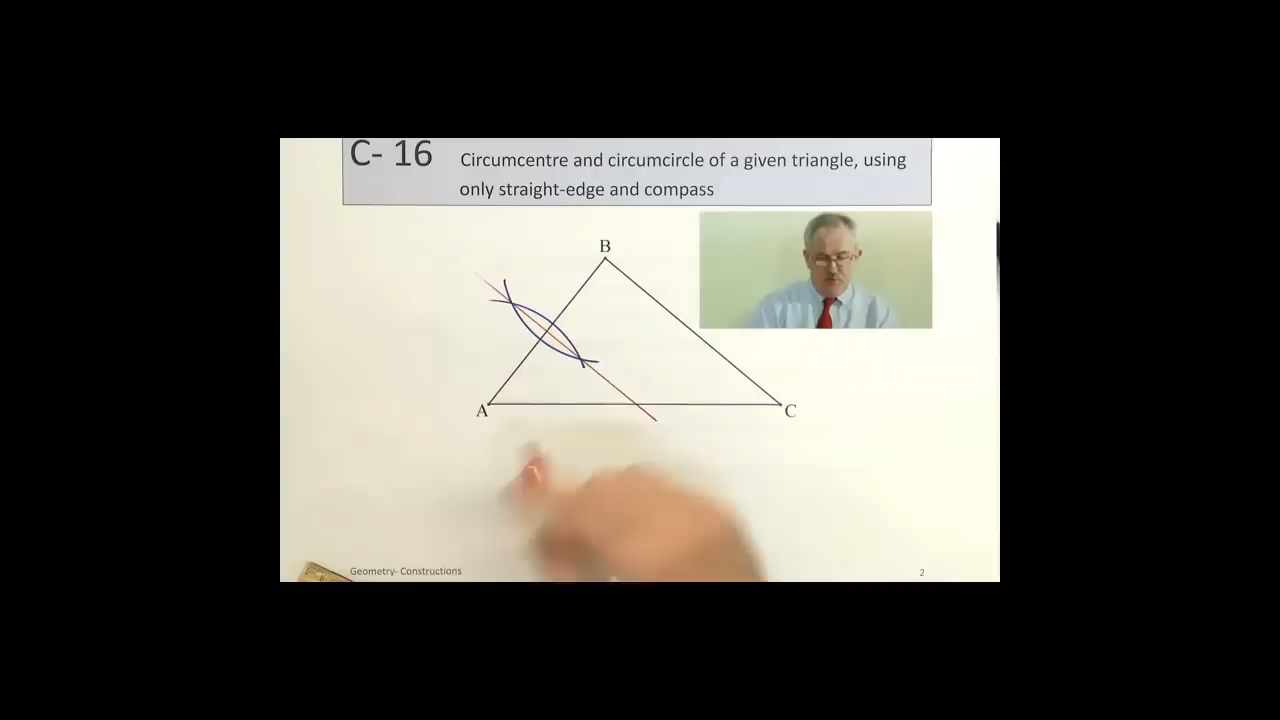 C- 16
Circumcentre and circumcircle of a given triangle, using
only straight-edge and compass
B
A
C
Geometry- Constructions
2